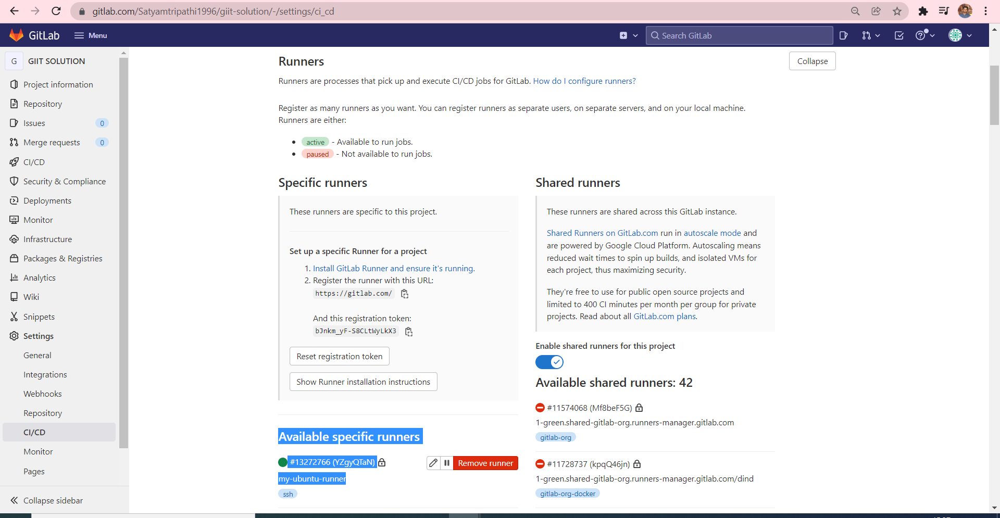 gitlab.com/Satyamtripathi1996/giit-solution/-/settings/ci_cd
GitLab
Menu
Search GitLab
G GIIT SOLUTION
Project information
Repository
Issues 0
Merge requests 0
CI/CD
Security & Compliance
Deployments
Monitor
Infrastructure
Packages & Registries
Analytics
Wiki
Snippets
Settings
General
Integrations
Webhooks
Repository
CI/CD
Monitor
Pages
Collapse sidebar
Runners
Collapse
Runners are processes that pick up and execute CI/CD jobs for GitLab. How do I configure runners?
Register as many runners as you want. You can register runners as separate users, on separate servers, and on your local machine.
Runners are either:
active - Available to run jobs.
paused - Not available to run jobs.
Specific runners
These runners are specific to this project.
Set up a specific Runner for a project
1. Install GitLab Runner and ensure it's running.
2. Register the runner with this URL:
https://gitlab.com/
And this registration token:
bJnkm_yF-S8CLtWyLkX3
Reset registration token
Show Runner installation instructions
Available specific runners
#13272766 (YZgyQTaN)
Remove runner
my-ubuntu-runner
ssh
Shared runners
These runners are shared across this GitLab instance.
Shared Runners on GitLab.com run in autoscale mode and
are powered by Google Cloud Platform. Autoscaling means
reduced wait times to spin up builds, and isolated VMs for
each project, thus maximizing security.
They're free to use for public open source projects and
limited to 400 CI minutes per month per group for private
projects. Read about all GitLab.com plans.
Enable shared runners for this project
Available shared runners: 42
#11574068 (Mf8beF5G)
1-green.shared-gitlab-org.runners-manager.gitlab.com
gitlab-org
#11728737 (kpqQ46jn)
1-green.shared-gitlab-org.runners-manager.gitlab.com/dind
gitlab-org-docker